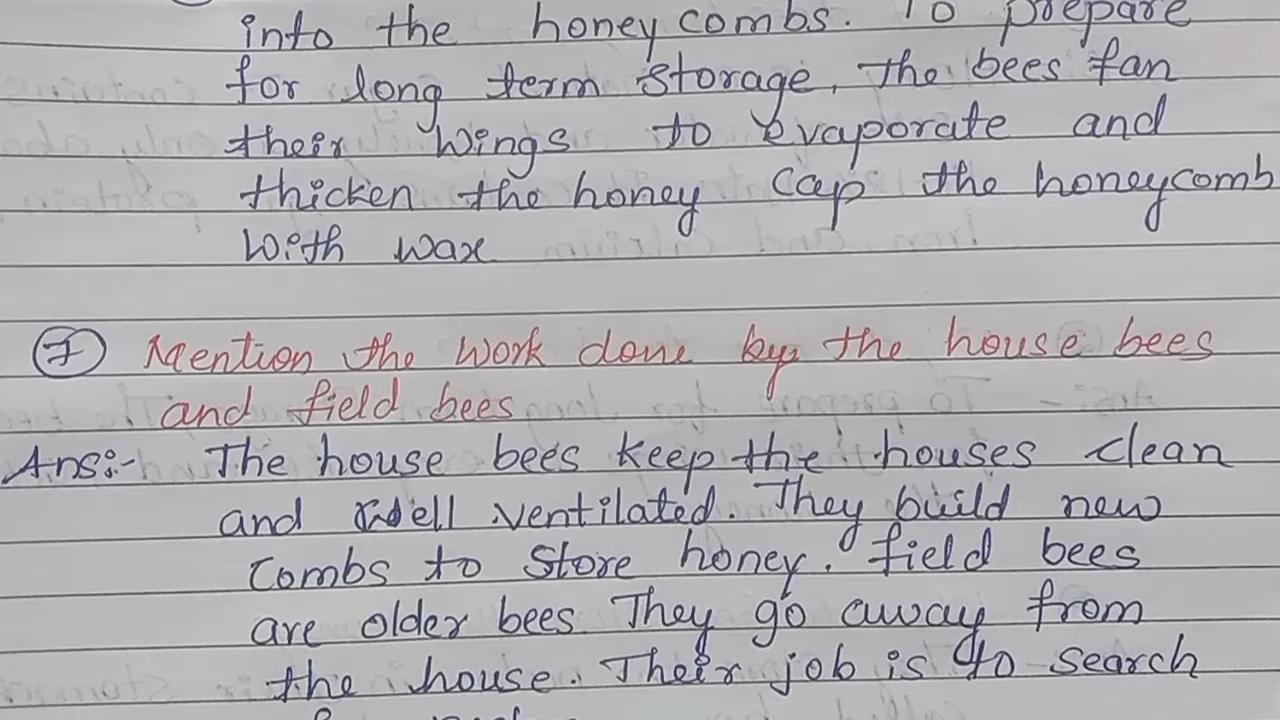 into the honey combs. To prepare
for long term storage, the bees fan
their wings to evaporate and
thicken the honey cap the honeycomb
with wax
7 Mention the work done by the house bees
and field bees
Ans:- The house bees keep the houses clean
and well ventilated. They build new
combs to store honey. field bees
are older bees They go away from
the house. Their job is to search